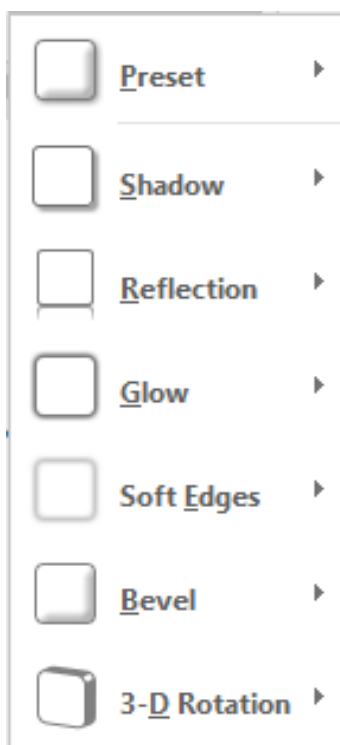 Preset
Shadow
Reflection
Glow
Soft Edges
Bevel
3-D Rotation